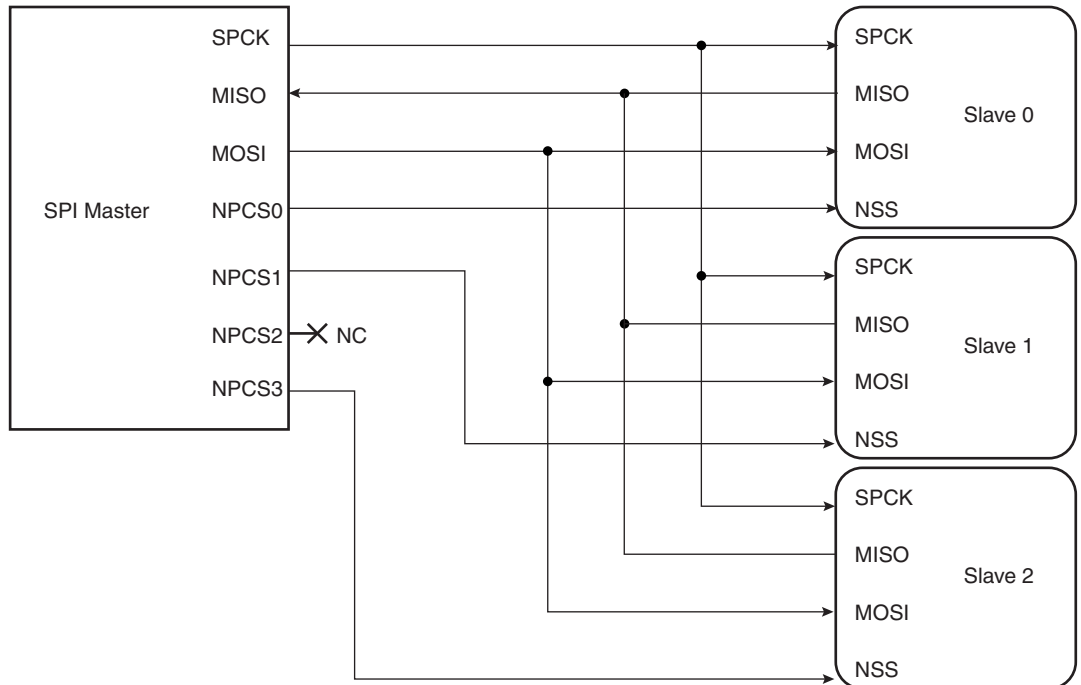 SPI Master
SPCK
MISO
MOSI
NPCS0
NPCS1
NPCS2
NC
NPCS3
SPCK
MISO
Slave 0
MOSI
NSS
SPCK
MISO
Slave 1
MOSI
NSS
SPCK
MISO
Slave 2
MOSI
NSS